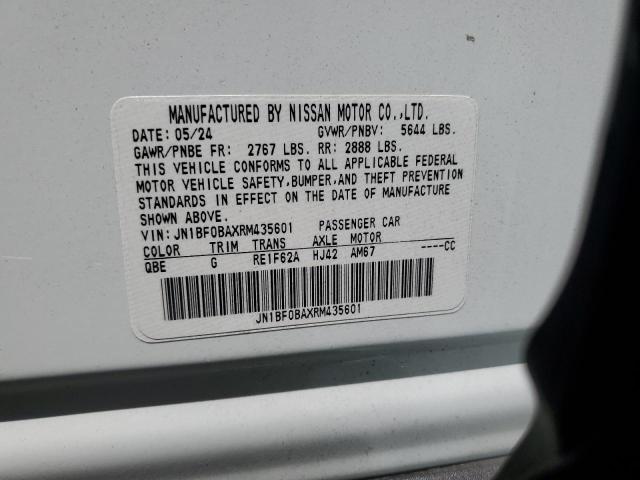 MANUFACTURED BY NISSAN MOTOR CO.,LTD.
DATE: 05/24 GVWR/PNBV: 5644 LBS.
GAWR/PNBE FR: 2767 LBS. RR: 2888 LBS.
THIS VEHICLE CONFORMS TO ALL APPLICABLE FEDERAL
MOTOR VEHICLE SAFETY,BUMPER,AND THEFT PREVENTION
STANDARDS IN EFFECT ON THE DATE OF MANUFACTURE
SHOWN ABOVE.
VIN: JN1BF0BAXRM435601 PASSENGER CAR
COLOR TRIM TRANS AXLE MOTOR
QBE G RE1F62A HJ42 AM67 ----CC
JN1BF0BAXRM435601